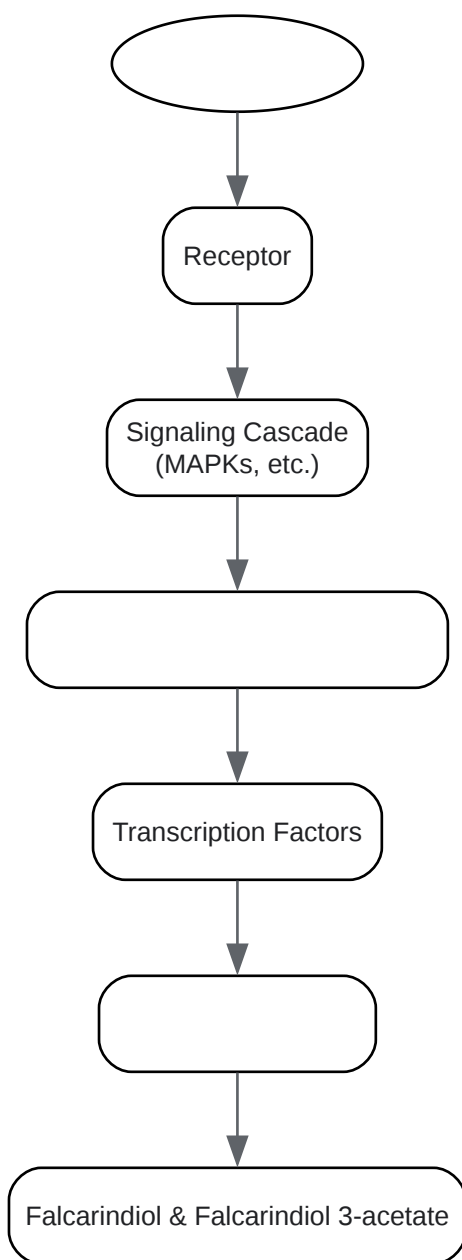 Receptor
Signaling Cascade
(MAPKs, etc.)
Transcription Factors
Falcarindiol & Falcarindiol 3-acetate